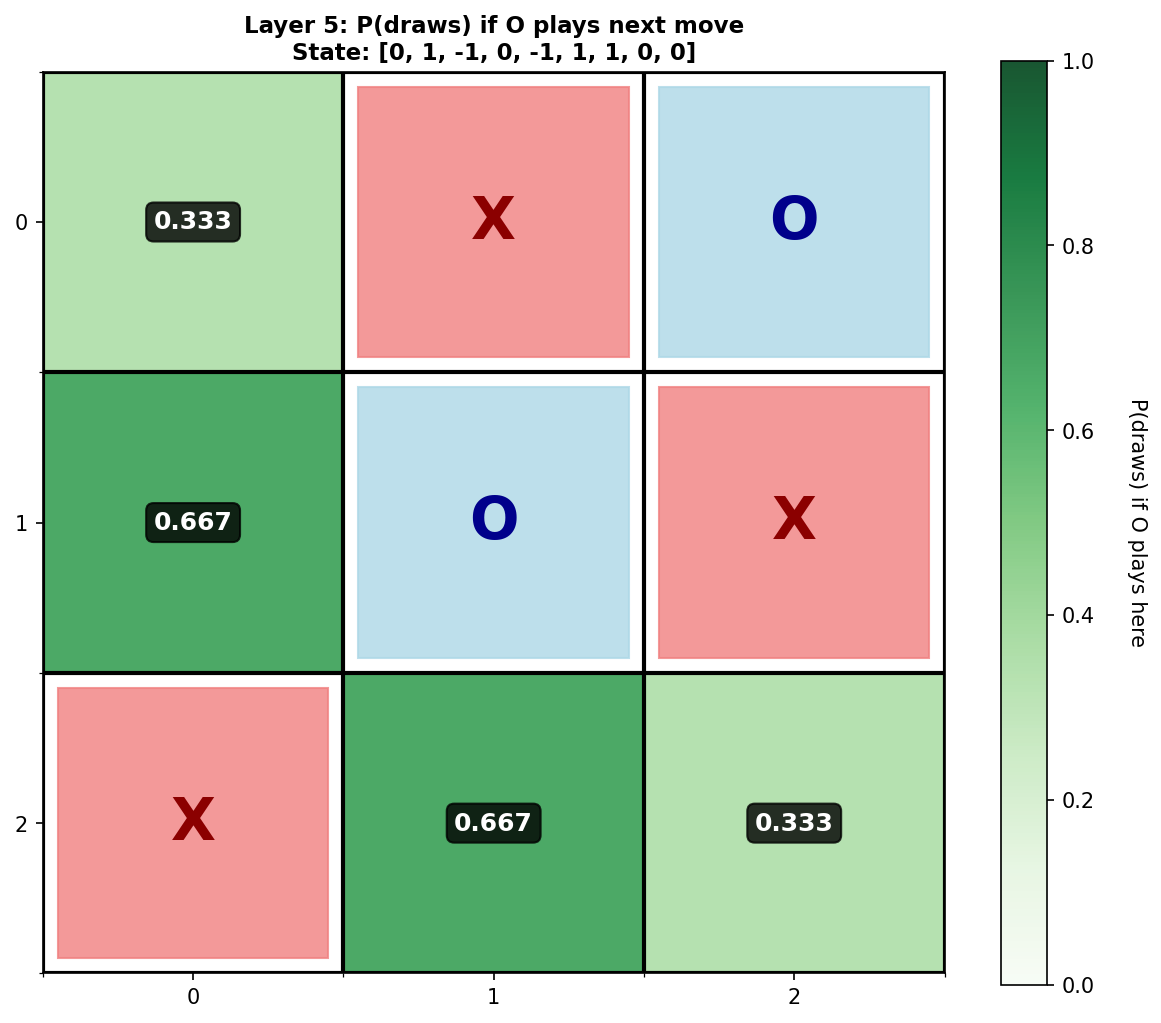 Layer 5: P(draws) if O plays next move
State: [0, 1, -1, 0, -1, 1, 1, 0, 0]
0
0.333
X
O
1
0.667
O
X
2
X
0.667
0.333
0
1
2
1.0
0.8
0.6
0.4
0.2
0.0
P(draws) if O plays here